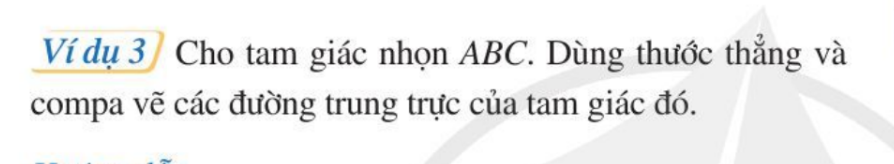 Ví dụ 3 Cho tam giác nhọn ABC. Dùng thước thẳng và
compa vẽ các đường trung trực của tam giác đó.